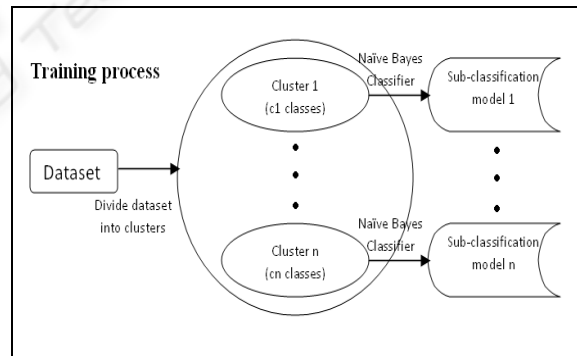 Training process
Dataset
Divide dataset
into clusters
Cluster 1
(c1 classes)
Naïve Bayes
Classifier
Sub-classification
model 1
Cluster n
(cn classes)
Naïve Bayes
Classifier
Sub-classification
model n